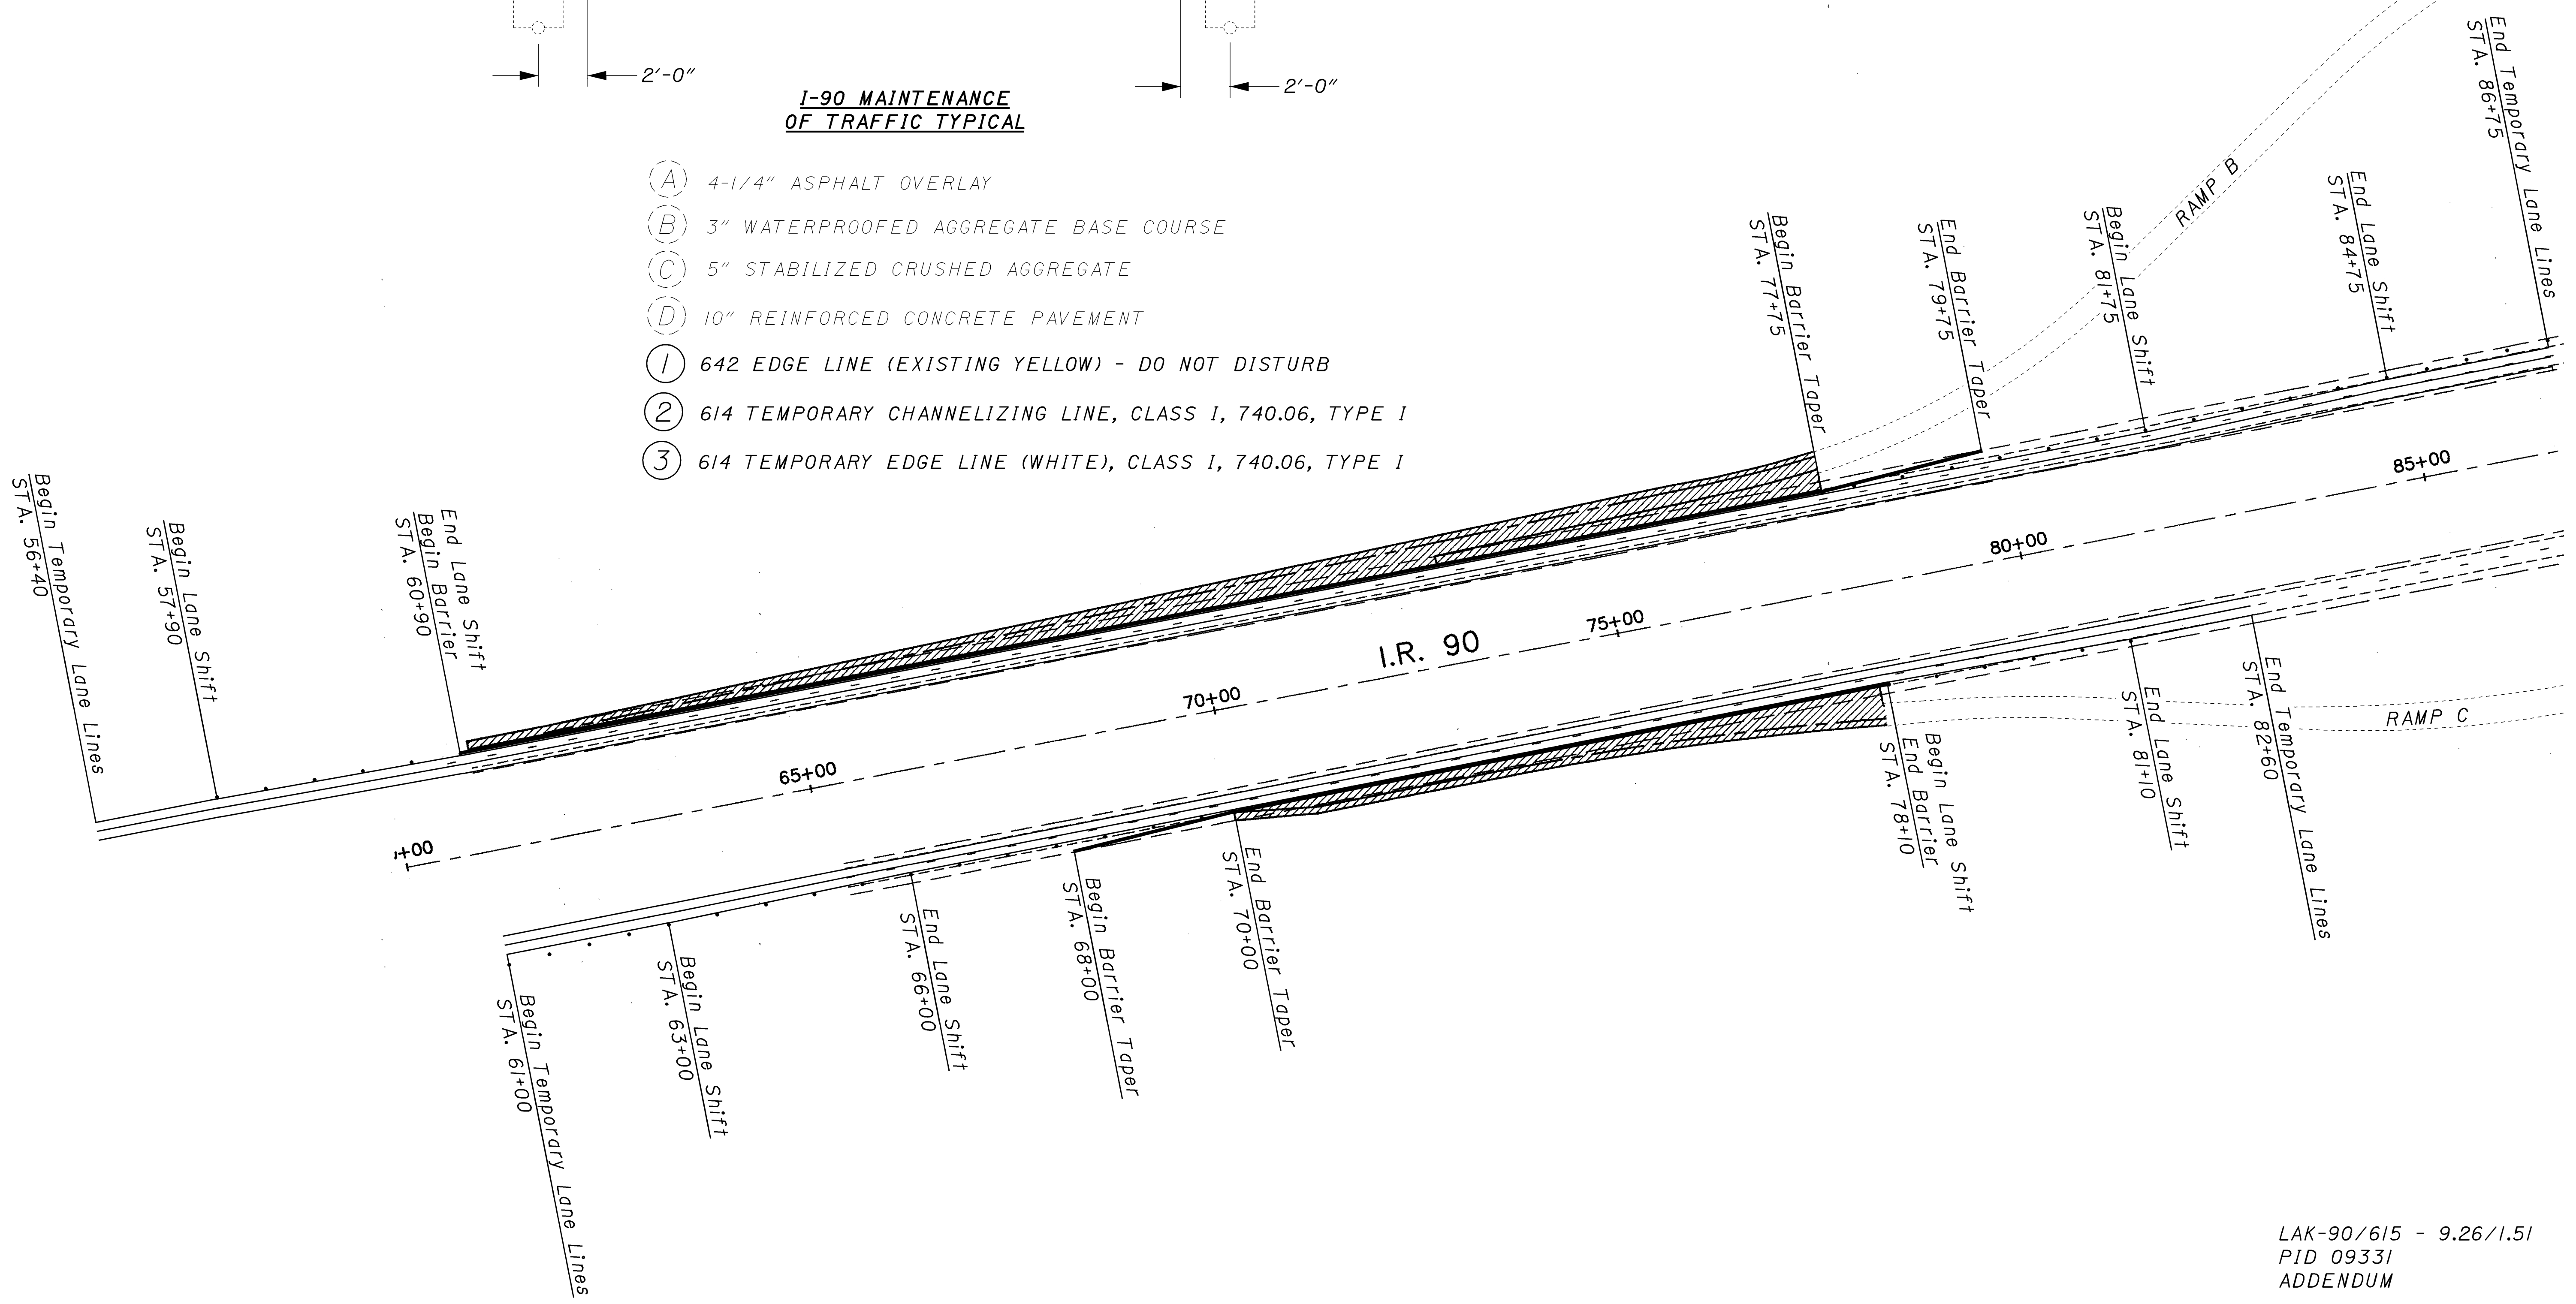 2'-0"
2'-0"
I-90 MAINTENANCE
OF TRAFFIC TYPICAL
A 4-1/4" ASPHALT OVERLAY
B 3" WATERPROOFED AGGREGATE BASE COURSE
C 5" STABILIZED CRUSHED AGGREGATE
D 10" REINFORCED CONCRETE PAVEMENT
1 642 EDGE LINE (EXISTING YELLOW) - DO NOT DISTURB
2 614 TEMPORARY CHANNELIZING LINE, CLASS I, 740.06, TYPE I
3 614 TEMPORARY EDGE LINE (WHITE), CLASS I, 740.06, TYPE I
Begin Temporary Lane Lines
STA. 56+40
Begin Lane Shift
STA. 57+90
End Lane Shift
Begin Barrier
STA. 60+90
Begin Barrier Taper
STA. 77+75
End Barrier Taper
STA. 79+75
Begin Lane Shift
STA. 81+75
End Lane Shift
STA. 84+75
End Temporary Lane Lines
STA. 86+75
RAMP B
+00
65+00
70+00
I.R. 90
75+00
80+00
85+00
Begin Temporary Lane Lines
STA. 61+00
Begin Lane Shift
STA. 63+00
End Lane Shift
STA. 66+00
Begin Barrier Taper
STA. 68+00
End Barrier Taper
STA. 70+00
Begin Lane Shift
End Barrier
STA. 78+10
End Lane Shift
STA. 81+10
End Temporary Lane Lines
STA. 82+60
RAMP C
LAK-90/615 - 9.26/1.51
PID 09331
ADDENDUM